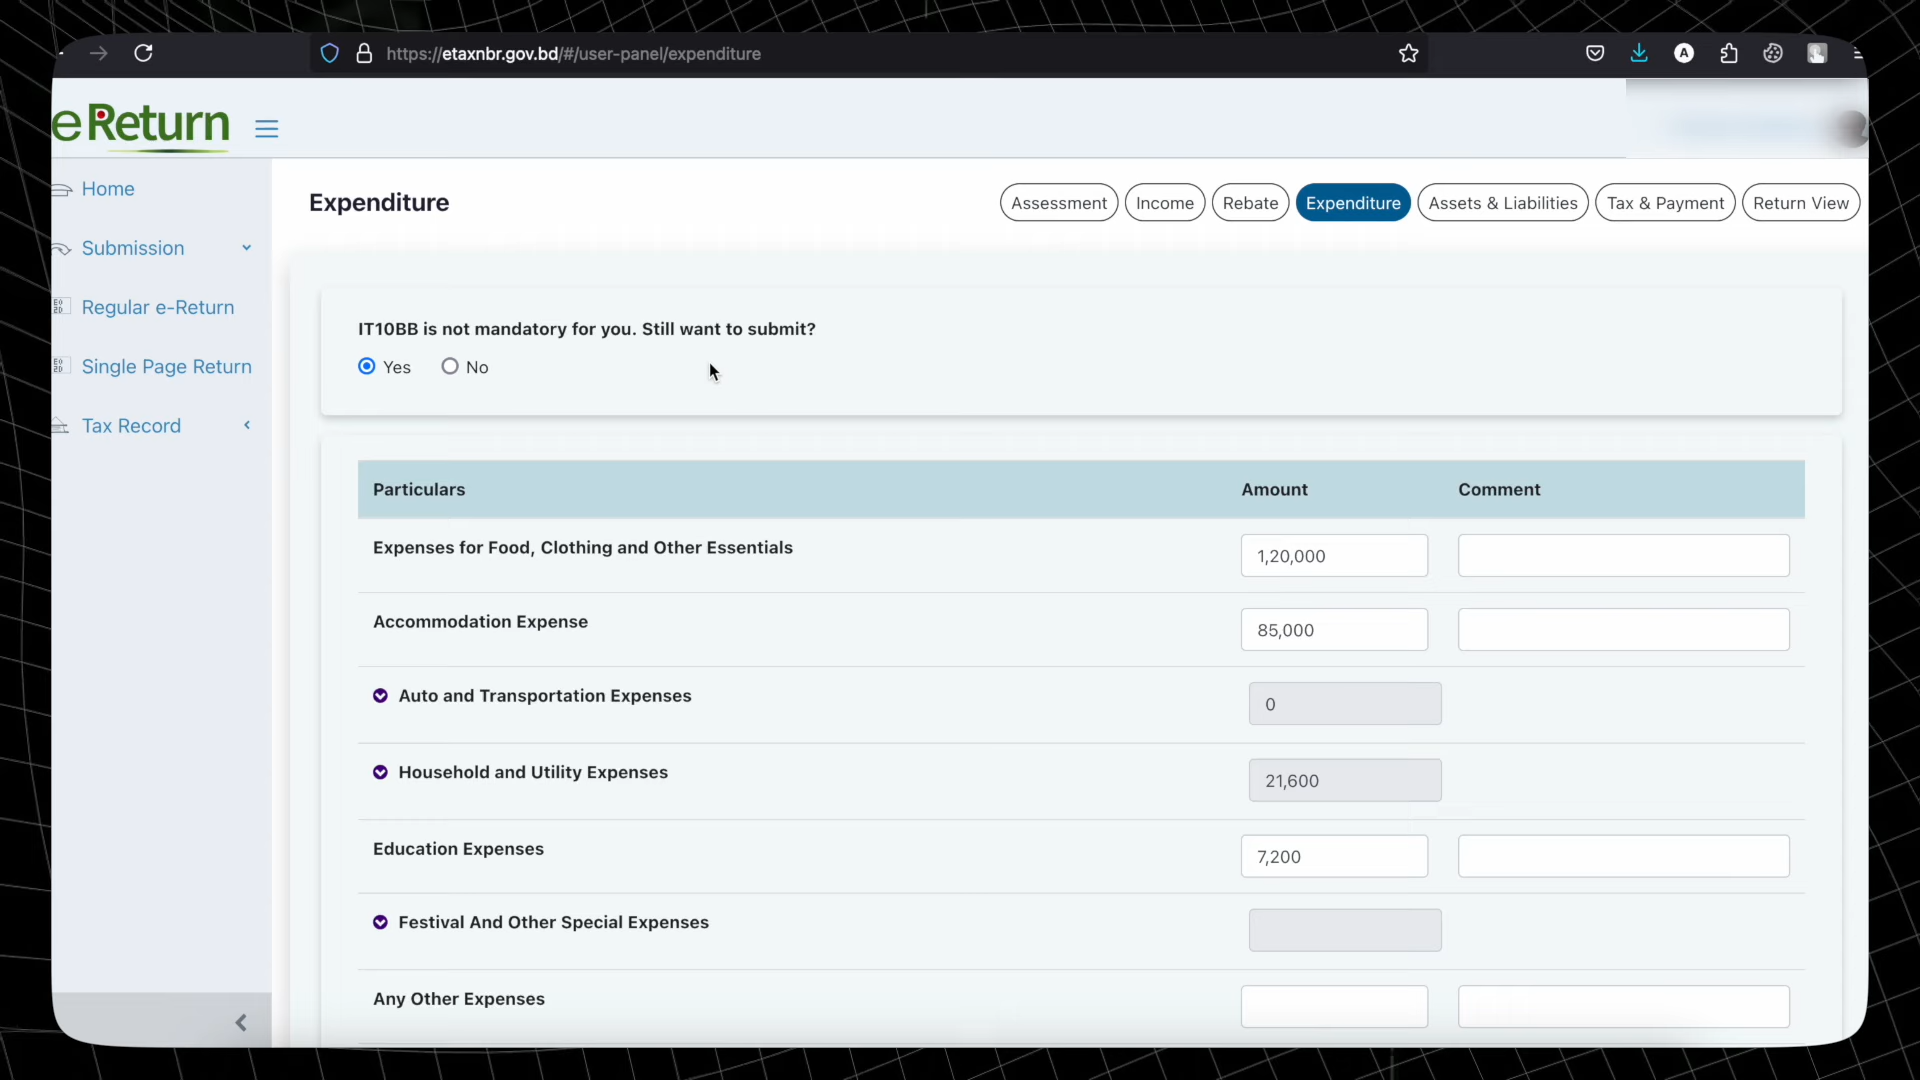 https://etaxnbr.gov.bd/#/user-panel/expenditure
A
e Return
Home
Submission
Regular e-Return
Single Page Return
Tax Record
Expenditure
Assessment
Income
Rebate
Expenditure
Assets & Liabilities
Tax & Payment
Return View
IT10BB is not mandatory for you. Still want to submit?
Yes No
Particulars Amount Comment
Expenses for Food, Clothing and Other Essentials 1,20,000
Accommodation Expense 85,000
Auto and Transportation Expenses 0
Household and Utility Expenses 21,600
Education Expenses 7,200
Festival And Other Special Expenses
Any Other Expenses